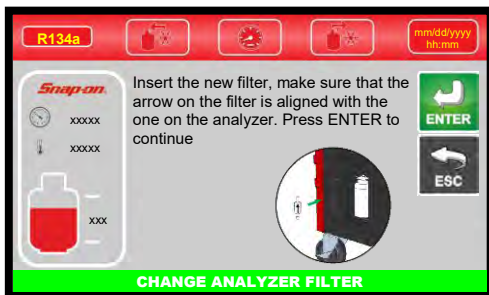 R134a
mm/dd/yyyy
hh:mm
Snap-on
xxxxx
xxxxx
xxx
Insert the new filter, make sure that the
arrow on the filter is aligned with the
one on the analyzer. Press ENTER to
continue
ENTER
ESC
CHANGE ANALYZER FILTER